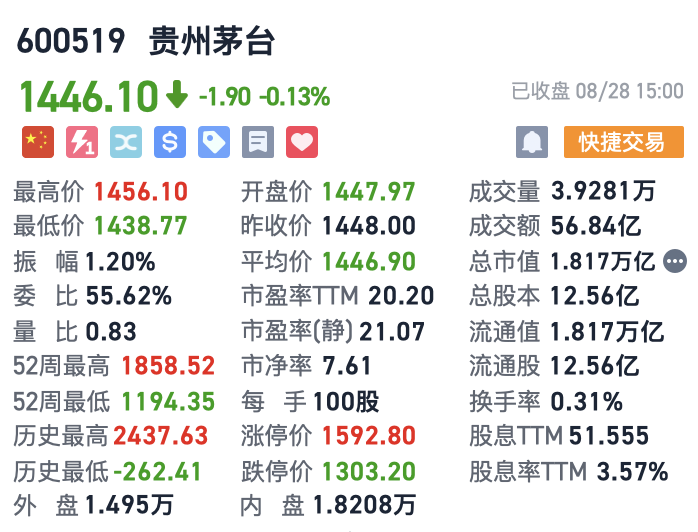 600519 贵州茅台
1446.10 -1.90 -0.13% 已收盘 08/28 15:00
1 $ 快捷交易
最高价 1456.10 开盘价 1447.97 成交量 3.9281万
最低价 1438.77 昨收价 1448.00 成交额 56.84亿
振 幅 1.20% 平均价 1446.90 总市值 1.817万亿
委 比 55.62% 市盈率TTM 20.20 总股本 12.56亿
量 比 0.83 市盈率(静) 21.07 流通值 1.817万亿
52周最高 1858.52 市净率 7.61 流通股 12.56亿
52周最低 1194.35 每 手 100股 换手率 0.31%
历史最高 2437.63 涨停价 1592.80 股息TTM 51.555
历史最低 -262.41 跌停价 1303.20 股息率TTM 3.57%
外 盘 1.495万 内 盘 1.8208万